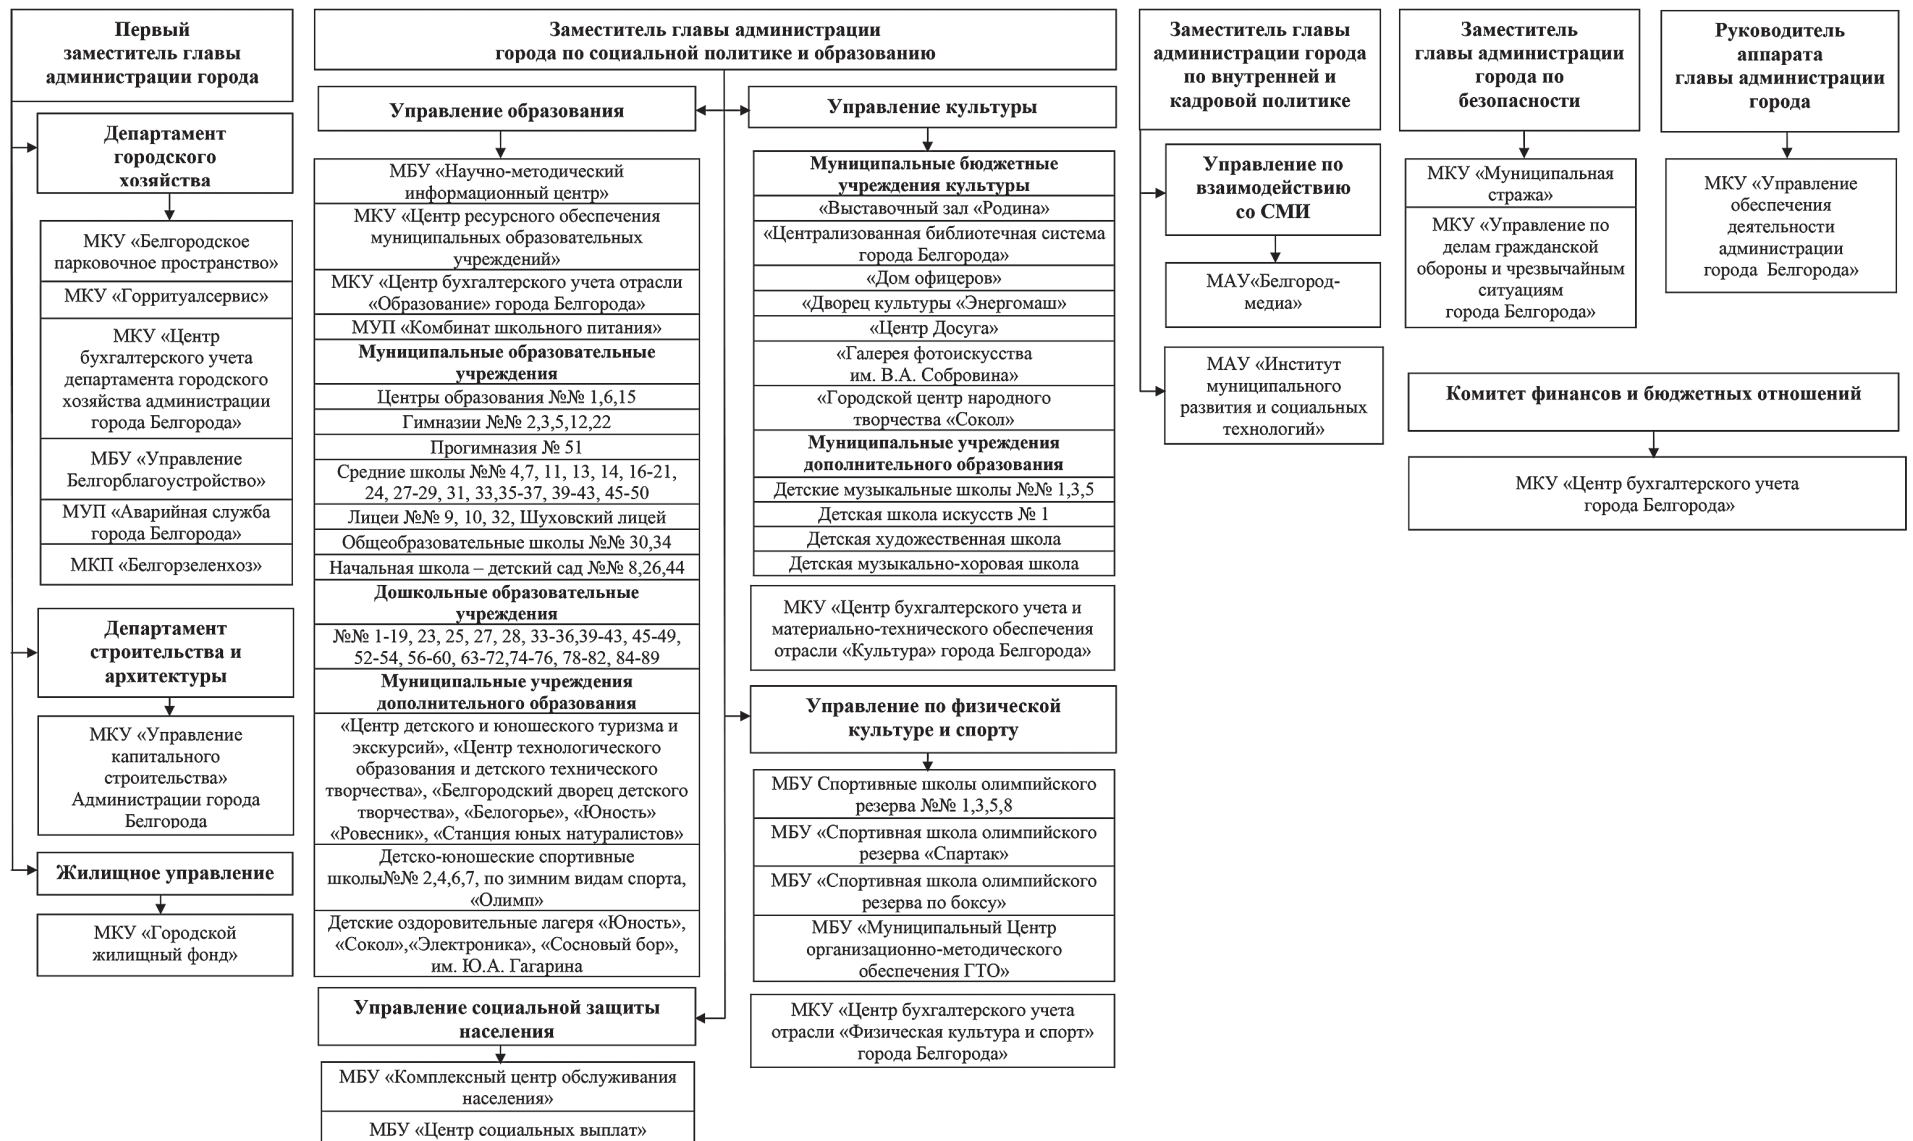 Первый
заместитель главы
администрации города
Департамент
городского
хозяйства
МКУ «Белгородское
парковочное пространство»
МКУ «Горритуалсервис»
МКУ «Центр
бухгалтерского учета
департамента городского
хозяйства администрации
города Белгорода»
МБУ «Управление
Белгорблагоустройство»
МУП «Аварийная служба
города Белгорода»
МКП «Белгорзеленхоз»
Департамент
строительства и
архитектуры
МКУ «Управление
капитального
строительства»
Администрации города
Белгорода
Жилищное управление
МКУ «Городской
жилищный фонд»
Заместитель главы администрации
города по социальной политике и образованию
Управление образования
МБУ «Научно-методический
информационный центр»
МКУ «Центр ресурсного обеспечения
муниципальных образовательных
учреждений»
МКУ «Центр бухгалтерского учета отрасли
«Образование» города Белгорода»
МУП «Комбинат школьного питания»
Муниципальные образовательные
учреждения
Центры образования №№ 1,6,15
Гимназии №№ 2,3,5,12,22
Прогимназия № 51
Средние школы №№ 4,7, 11, 13, 14, 16-21,
24, 27-29, 31, 33,35-37, 39-43, 45-50
Лицеи №№ 9, 10, 32, Шуховский лицей
Общеобразовательные школы №№ 30,34
Начальная школа – детский сад №№ 8,26,44
Дошкольные образовательные
учреждения
№№ 1-19, 23, 25, 27, 28, 33-36,39-43, 45-49,
52-54, 56-60, 63-72,74-76, 78-82, 84-89
Муниципальные учреждения
дополнительного образования
«Центр детского и юношеского туризма и
экскурсий», «Центр технологического
образования и детского технического
творчества», «Белгородский дворец детского
творчества», «Белогорье», «Юность»
«Ровесник», «Станция юных натуралистов»
Детско-юношеские спортивные
школы№№ 2,4,6,7, по зимним видам спорта,
«Олимп»
Детские оздоровительные лагеря «Юность»,
«Сокол»,«Электроника», «Сосновый бор»,
им. Ю.А. Гагарина
Управление социальной защиты
населения
МБУ «Комплексный центр обслуживания
населения»
МБУ «Центр социальных выплат»
Управление культуры
Муниципальные бюджетные
учреждения культуры
«Выставочный зал «Родина»
«Централизованная библиотечная система
города Белгорода»
«Дом офицеров»
«Дворец культуры «Энергомаш»
«Центр Досуга»
«Галерея фотоискусства
им. В.А. Собровина»
«Городской центр народного
творчества «Сокол»
Муниципальные учреждения
дополнительного образования
Детские музыкальные школы №№ 1,3,5
Детская школа искусств № 1
Детская художественная школа
Детская музыкально-хоровая школа
МКУ «Центр бухгалтерского учета и
материально-технического обеспечения
отрасли «Культура» города Белгорода»
Управление по физической
культуре и спорту
МБУ Спортивные школы олимпийского
резерва №№ 1,3,5,8
МБУ «Спортивная школа олимпийского
резерва «Спартак»
МБУ «Спортивная школа олимпийского
резерва по боксу»
МБУ «Муниципальный Центр
организационно-методического
обеспечения ГТО»
МКУ «Центр бухгалтерского учета
отрасли «Физическая культура и спорт»
города Белгорода»
Заместитель главы
администрации города
по внутренней и
кадровой политике
Управление по
взаимодействию
со СМИ
МАУ«Белгород-
медиа»
МАУ «Институт
муниципального
развития и социальных
технологий»
Заместитель
главы администрации
города по
безопасности
МКУ «Муниципальная
стража»
МКУ «Управление по
делам гражданской
обороны и чрезвычайным
ситуациям
города Белгорода»
Руководитель
аппарата
главы администрации
города
МКУ «Управление
обеспечения
деятельности
администрации
города Белгорода»
Комитет финансов и бюджетных отношений
МКУ «Центр бухгалтерского учета
города Белгорода»